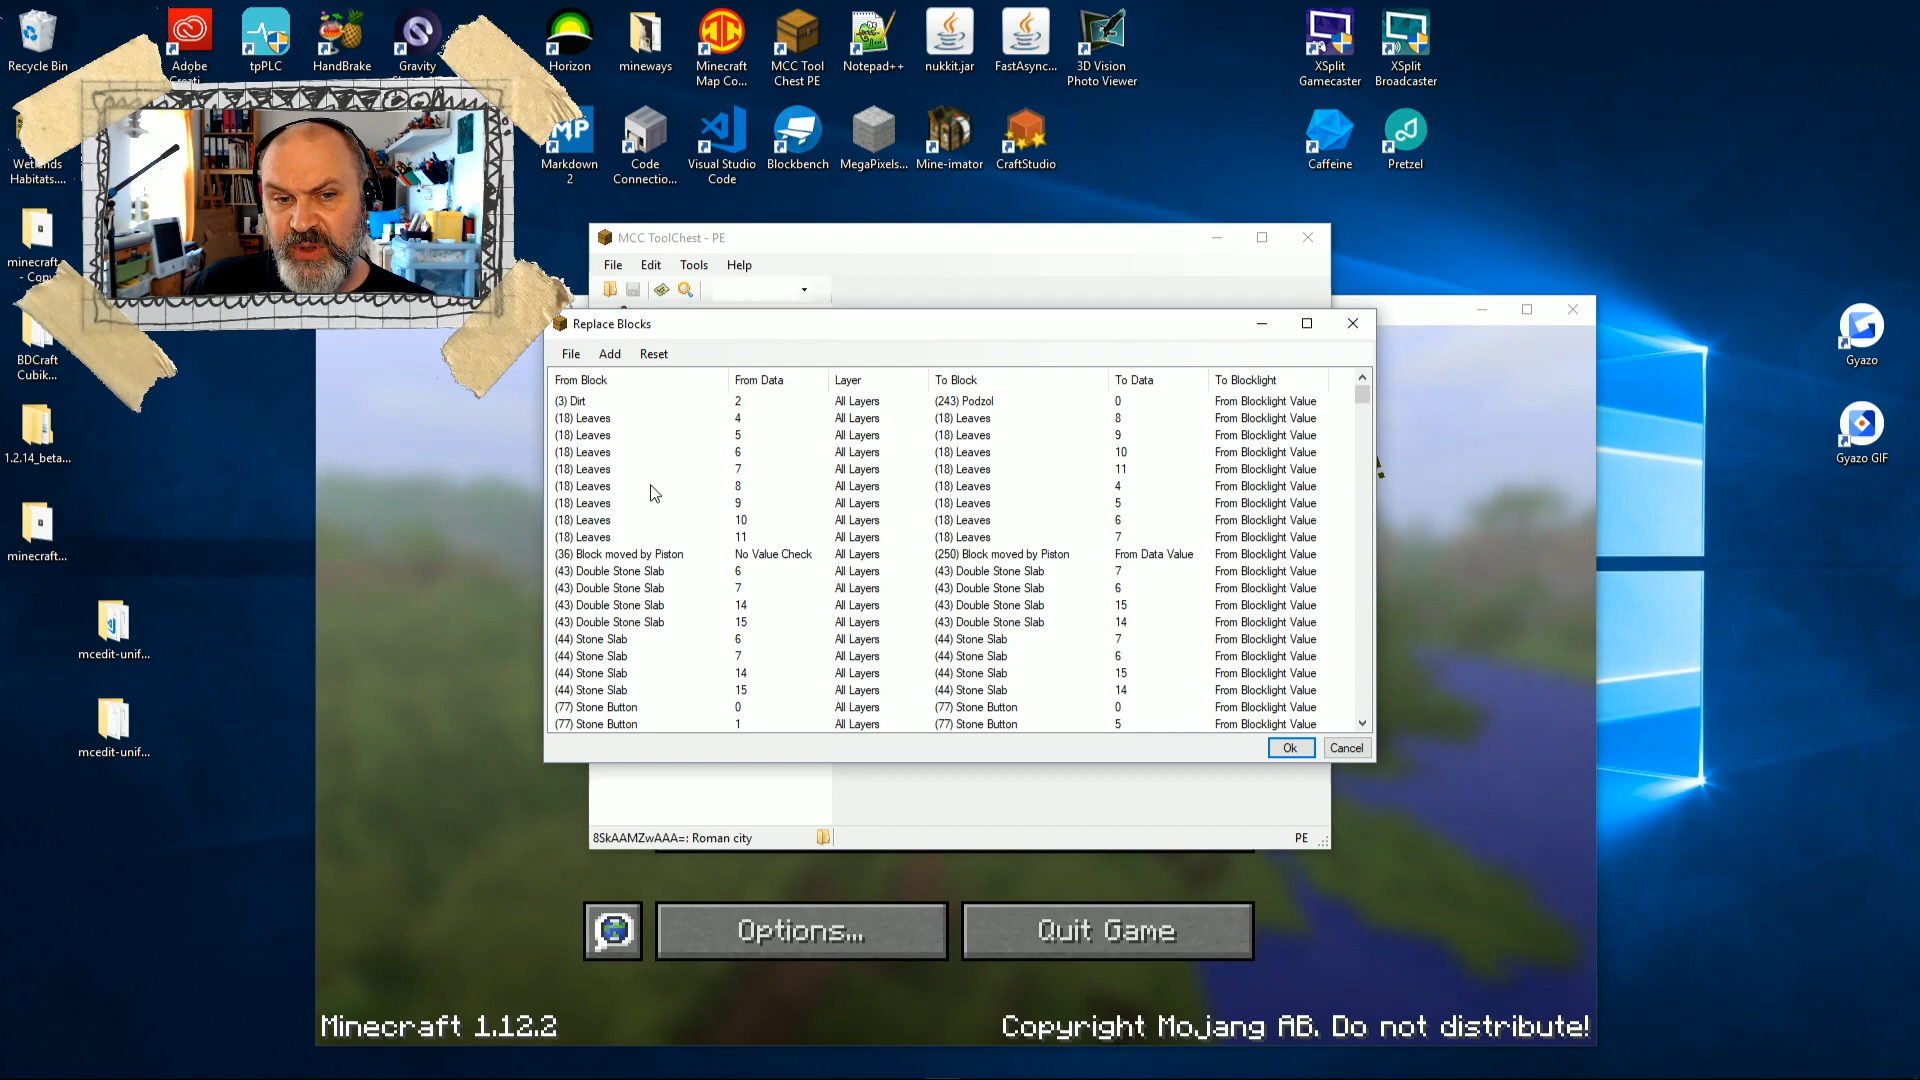 Recycle Bin
Adobe
Creati...
tpPLC
HandBrake
Gravity
Horizon
mineways
Minecraft
Map Co...
MCC Tool
Chest PE
Notepad++
nukkit.jar
FastAsync...
3D Vision
Photo Viewer
XSplit
Gamecaster
XSplit
Broadcaster
Wetlands
Habitats....
MP
Markdown
2
Code
Connectio...
Visual Studio
Code
Blockbench
MegaPixels...
Mine-imator
CraftStudio
Caffeine
Pretzel
minecraft...
- Copy
BDCraft
Cubik...
1.2.14_beta...
minecraft...
mcedit-unif...
mcedit-unif...
Gyazo
Gyazo GIF
MCC ToolChest - PE
File Edit Tools Help
Replace Blocks
File Add Reset
From Block From Data Layer To Block To Data To Blocklight
(3) Dirt 2 All Layers (243) Podzol 0 From Blocklight Value
(18) Leaves 4 All Layers (18) Leaves 8 From Blocklight Value
(18) Leaves 5 All Layers (18) Leaves 9 From Blocklight Value
(18) Leaves 6 All Layers (18) Leaves 10 From Blocklight Value
(18) Leaves 7 All Layers (18) Leaves 11 From Blocklight Value
(18) Leaves 8 All Layers (18) Leaves 4 From Blocklight Value
(18) Leaves 9 All Layers (18) Leaves 5 From Blocklight Value
(18) Leaves 10 All Layers (18) Leaves 6 From Blocklight Value
(18) Leaves 11 All Layers (18) Leaves 7 From Blocklight Value
(36) Block moved by Piston No Value Check All Layers (250) Block moved by Piston From Data Value From Blocklight Value
(43) Double Stone Slab 6 All Layers (43) Double Stone Slab 7 From Blocklight Value
(43) Double Stone Slab 7 All Layers (43) Double Stone Slab 6 From Blocklight Value
(43) Double Stone Slab 14 All Layers (43) Double Stone Slab 15 From Blocklight Value
(43) Double Stone Slab 15 All Layers (43) Double Stone Slab 14 From Blocklight Value
(44) Stone Slab 6 All Layers (44) Stone Slab 7 From Blocklight Value
(44) Stone Slab 7 All Layers (44) Stone Slab 6 From Blocklight Value
(44) Stone Slab 14 All Layers (44) Stone Slab 15 From Blocklight Value
(44) Stone Slab 15 All Layers (44) Stone Slab 14 From Blocklight Value
(77) Stone Button 0 All Layers (77) Stone Button 0 From Blocklight Value
(77) Stone Button 1 All Layers (77) Stone Button 5 From Blocklight Value
Ok Cancel
8SkAAMZwAAA=: Roman city PE
Options... Quit Game
Minecraft 1.12.2
Copyright Mojang AB. Do not distribute!